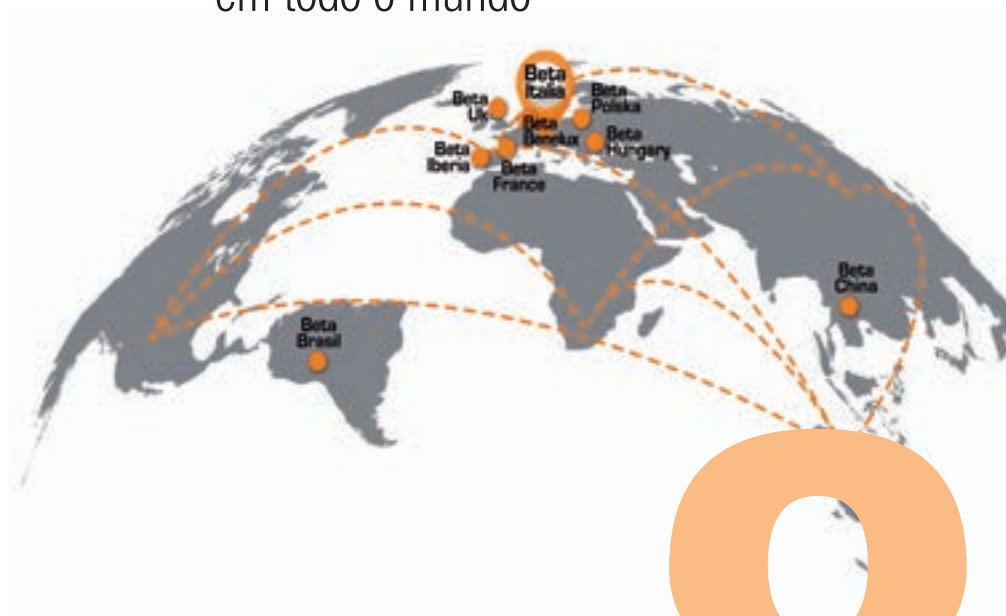 em todo o mundo
Beta
Italia
Beta
Uk
Beta
Polska
Beta
Benelux
Beta
Hungary
Beta
Iberia
Beta
France
Beta
China
Beta
Brasil